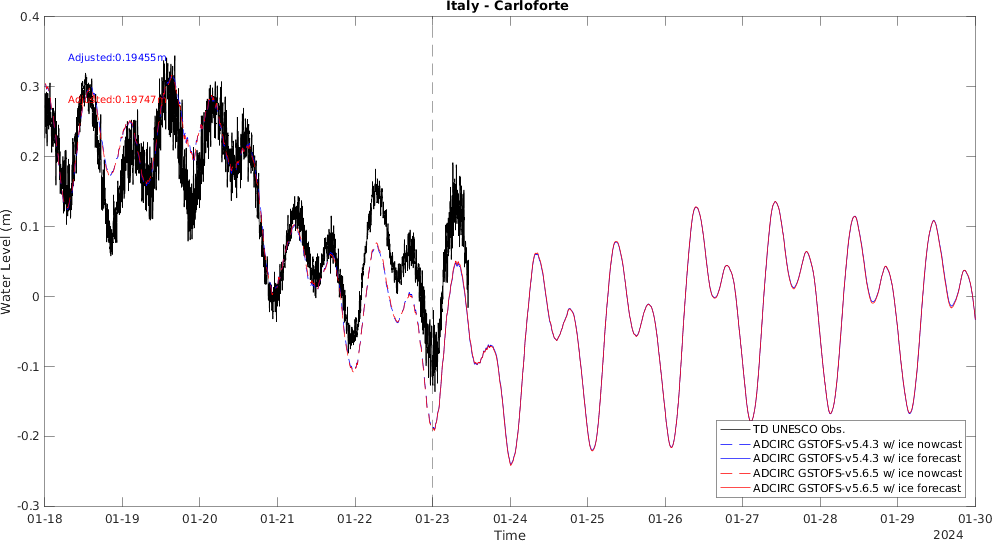 Italy - Carloforte
Adjusted:0.19455m
Adjusted:0.19747m
Water Level (m)
0.4
0.3
0.2
0.1
0
-0.1
-0.2
-0.3
TD UNESCO Obs.
ADCIRC GSTOFS-v5.4.3 w/ ice nowcast
ADCIRC GSTOFS-v5.4.3 w/ ice forecast
ADCIRC GSTOFS-v5.6.5 w/ ice nowcast
ADCIRC GSTOFS-v5.6.5 w/ ice forecast
01-18 01-19 01-20 01-21 01-22 01-23 01-24 01-25 01-26 01-27 01-28 01-29 01-30
Time
2024